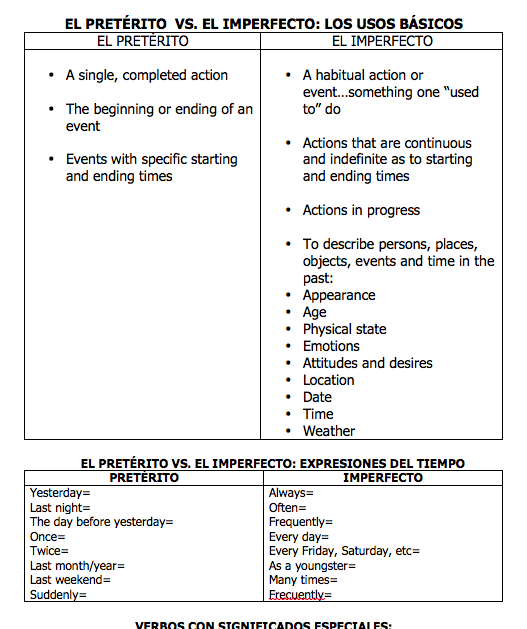 EL PRETÉRITO VS. EL IMPERFECTO: LOS USOS BÁSICOS
EL PRETÉRITO
• A single, completed action
• The beginning or ending of an
event
• Events with specific starting
and ending times
EL IMPERFECTO
• A habitual action or
event…something one “used
to” do
• Actions that are continuous
and indefinite as to starting
and ending times
• Actions in progress
• To describe persons, places,
objects, events and time in the
past:
• Appearance
• Age
• Physical state
• Emotions
• Attitudes and desires
• Location
• Date
• Time
• Weather
EL PRETÉRITO VS. EL IMPERFECTO: EXPRESIONES DEL TIEMPO
PRETÉRITO
Yesterday=
Last night=
The day before yesterday=
Once=
Twice=
Last month/year=
Last weekend=
Suddenly=
IMPERFECTO
Always=
Often=
Frequently=
Every day=
Every Friday, Saturday, etc=
As a youngster=
Many times=
Frecuently=
VERBOS CON SIGNIFICADOS ESPECIALES: